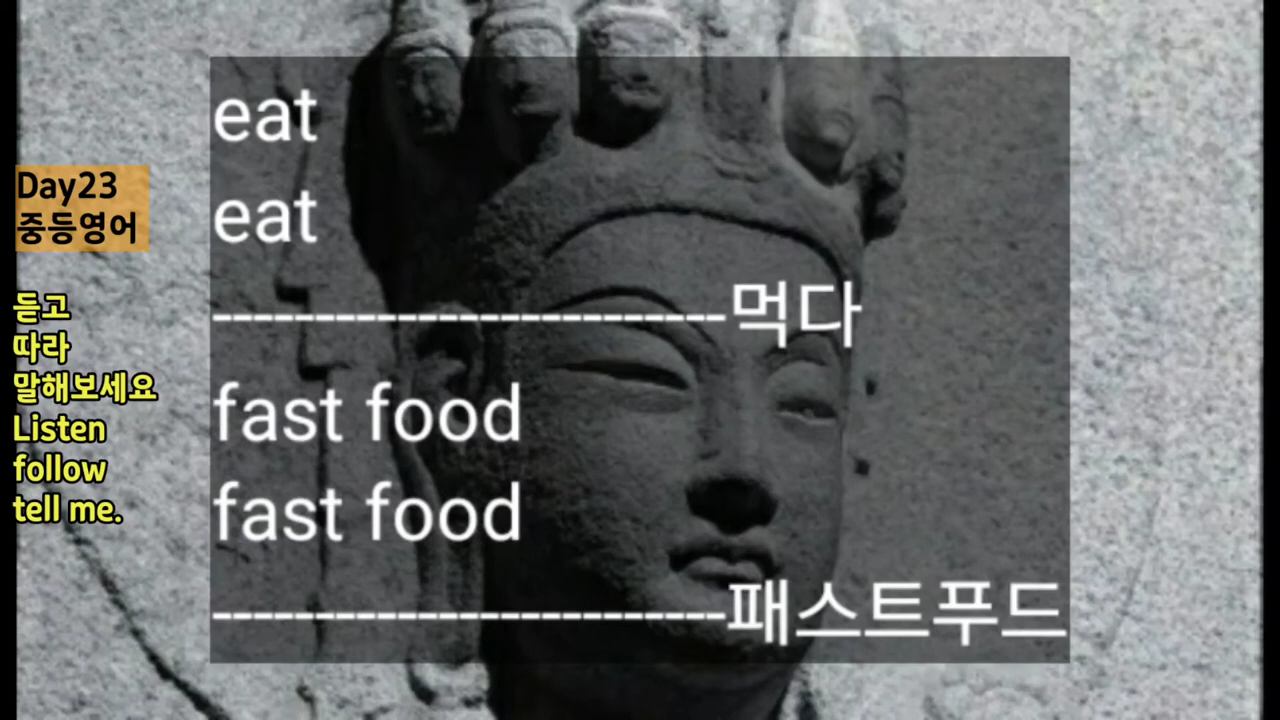 Day23
중등영어
듣고
따라
말해보세요
Listen
follow
tell me.
eat
eat
-----------------------먹다
fast food
fast food
-----------------------패스트푸드